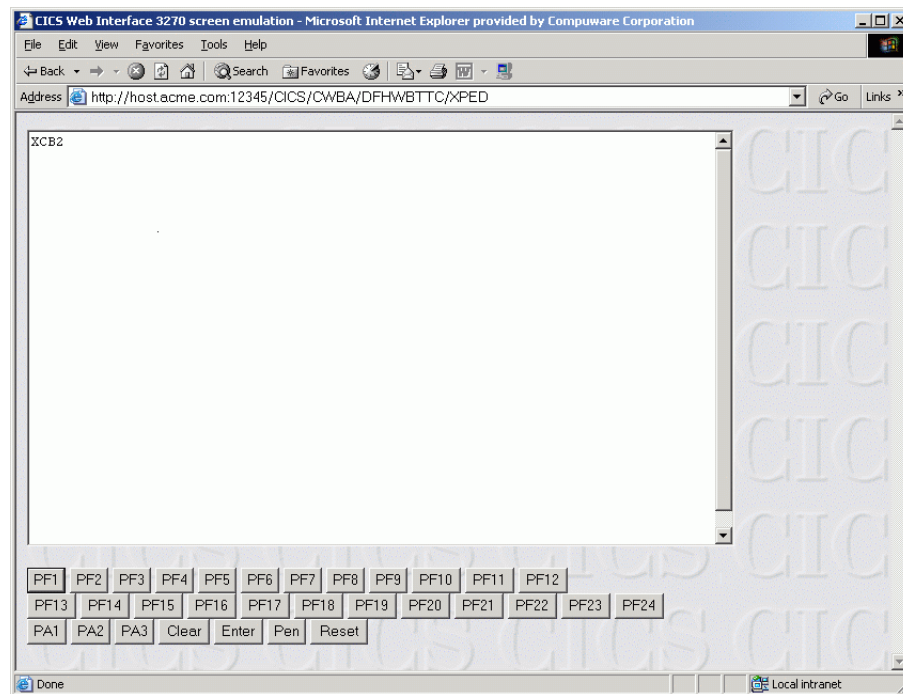 CICS Web Interface 3270 screen emulation - Microsoft Internet Explorer provided by Compuware Corporation
File Edit View Favorites Tools Help
Back Search Favorites
Address http://host.acme.com:12345/CICS/CWBA/DFHWBTTC/XPED Go Links »
XCB2
PF1 PF2 PF3 PF4 PF5 PF6 PF7 PF8 PF9 PF10 PF11 PF12
PF13 PF14 PF15 PF16 PF17 PF18 PF19 PF20 PF21 PF22 PF23 PF24
PA1 PA2 PA3 Clear Enter Pen Reset
Done Local intranet